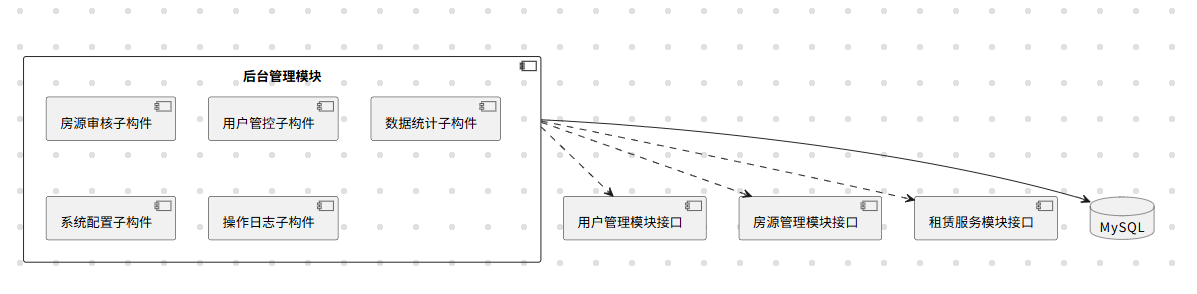 后台管理模块
房源审核子构件
用户管控子构件
数据统计子构件
系统配置子构件
操作日志子构件
用户管理模块接口
房源管理模块接口
租赁服务模块接口
MySQL